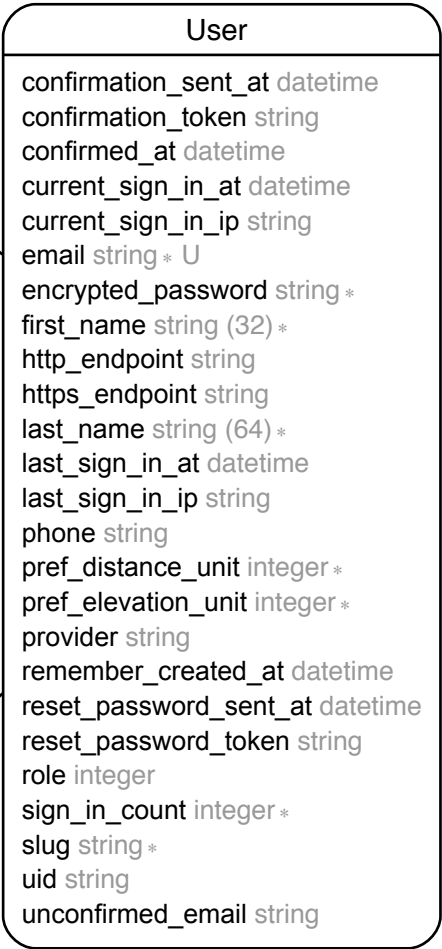 User
confirmation_sent_at datetime
confirmation_token string
confirmed_at datetime
current_sign_in_at datetime
current_sign_in_ip string
email string * U
encrypted_password string *
first_name string (32) *
http_endpoint string
https_endpoint string
last_name string (64) *
last_sign_in_at datetime
last_sign_in_ip string
phone string
pref_distance_unit integer *
pref_elevation_unit integer *
provider string
remember_created_at datetime
reset_password_sent_at datetime
reset_password_token string
role integer
sign_in_count integer *
slug string *
uid string
unconfirmed_email string